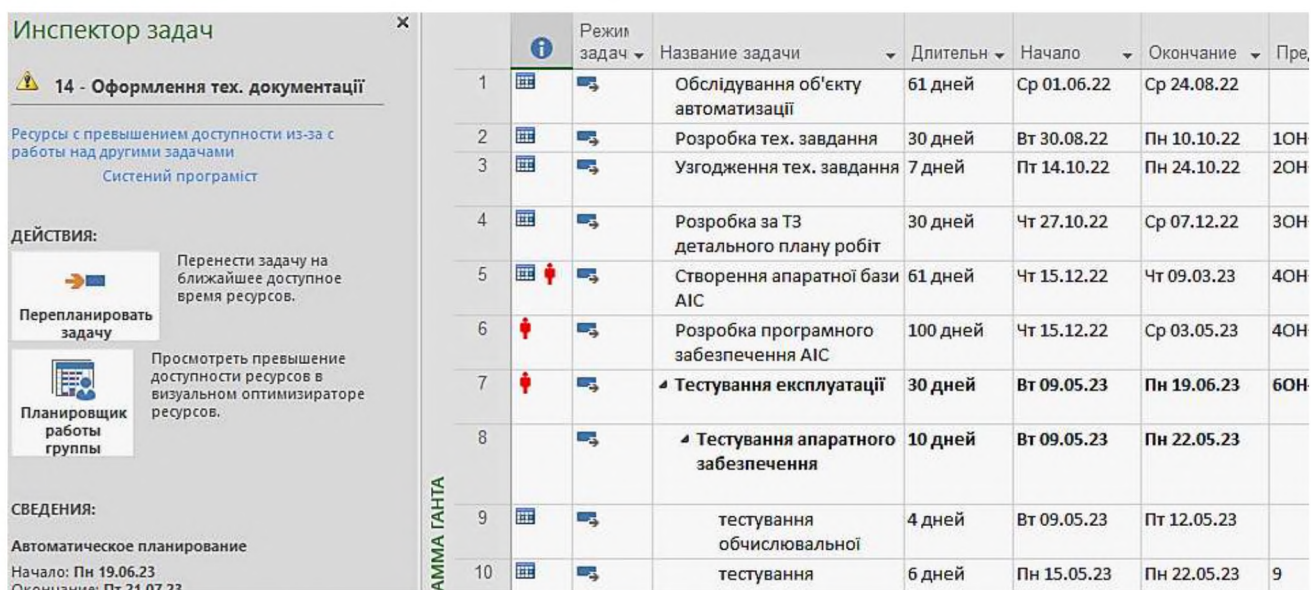 Инспектор задач
14 - Оформлення тех. документації
Ресурсы с превышением доступности из-за с
работы над другими задачами
Систений програміст
ДЕЙСТВИЯ:
Перепланировать
задачу
Перенести задачу на
ближайшее доступное
время ресурсов.
Планировщик
работы
группы
Просмотреть превышение
доступности ресурсов в
визуальном оптимизираторе
ресурсов.
СВЕДЕНИЯ:
Автоматическое планирование
Начало: Пн 19.06.23
Окончание: Пт 21.07.23
АММА ГАНТА
Режим
задач Название задачи Длительн Начало Окончание Пред
1 Обслідування об'єкту 61 дней Ср 01.06.22 Ср 24.08.22
автоматизації
2 Розробка тех. завдання 30 дней Вт 30.08.22 Пн 10.10.22 1ОН
3 Узгодження тех. завдання 7 дней Пт 14.10.22 Пн 24.10.22 2ОН
4 Розробка за ТЗ 30 дней Чт 27.10.22 Ср 07.12.22 3ОН
детального плану робіт
5 Створення апаратної бази 61 дней Чт 15.12.22 Чт 09.03.23 4ОН
АІС
6 Розробка програмного 100 дней Чт 15.12.22 Ср 03.05.23 4ОН
забезпечення АІС
7 Тестування експлуатації 30 дней Вт 09.05.23 Пн 19.06.23 6ОН
8 Тестування апаратного 10 дней Вт 09.05.23 Пн 22.05.23
забезпечення
9 тестування 4 дней Вт 09.05.23 Пт 12.05.23
обчислювальної
10 тестування 6 дней Пн 15.05.23 Пн 22.05.23 9